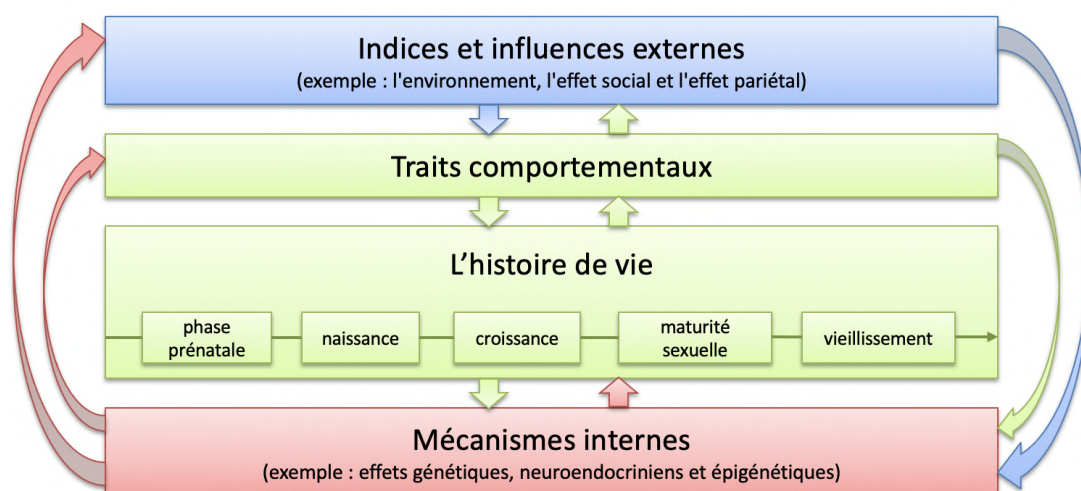 Indices et influences externes
(exemple : l'environnement, l'effet social et l'effet pariétal)
Traits comportementaux
L’histoire de vie
phase
prénatale
naissance
croissance
maturité
sexuelle
vieillissement
Mécanismes internes
(exemple : effets génétiques, neuroendocriniens et épigénétiques)